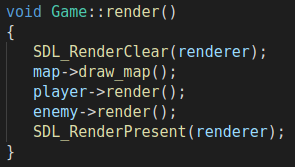 void Game::render()
{
    SDL_RenderClear(renderer);
    map->draw_map();
    player->render();
    enemy->render();
    SDL_RenderPresent(renderer);
}